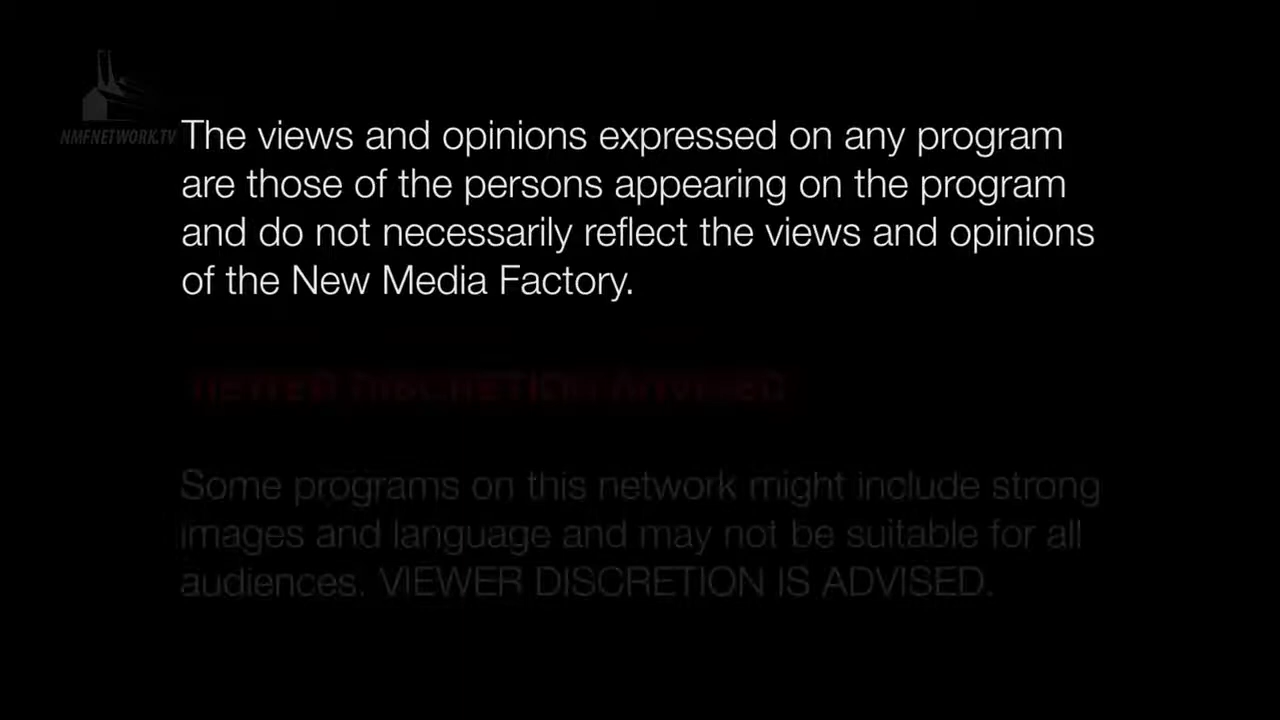 NMFNETWORK.TV
The views and opinions expressed on any program
are those of the persons appearing on the program
and do not necessarily reflect the views and opinions
of the New Media Factory.
DISCRETION ADVISED
Some programs on this network might include strong
images and language and may not be suitable for all
audiences. VIEWER DISCRETION IS ADVISED.